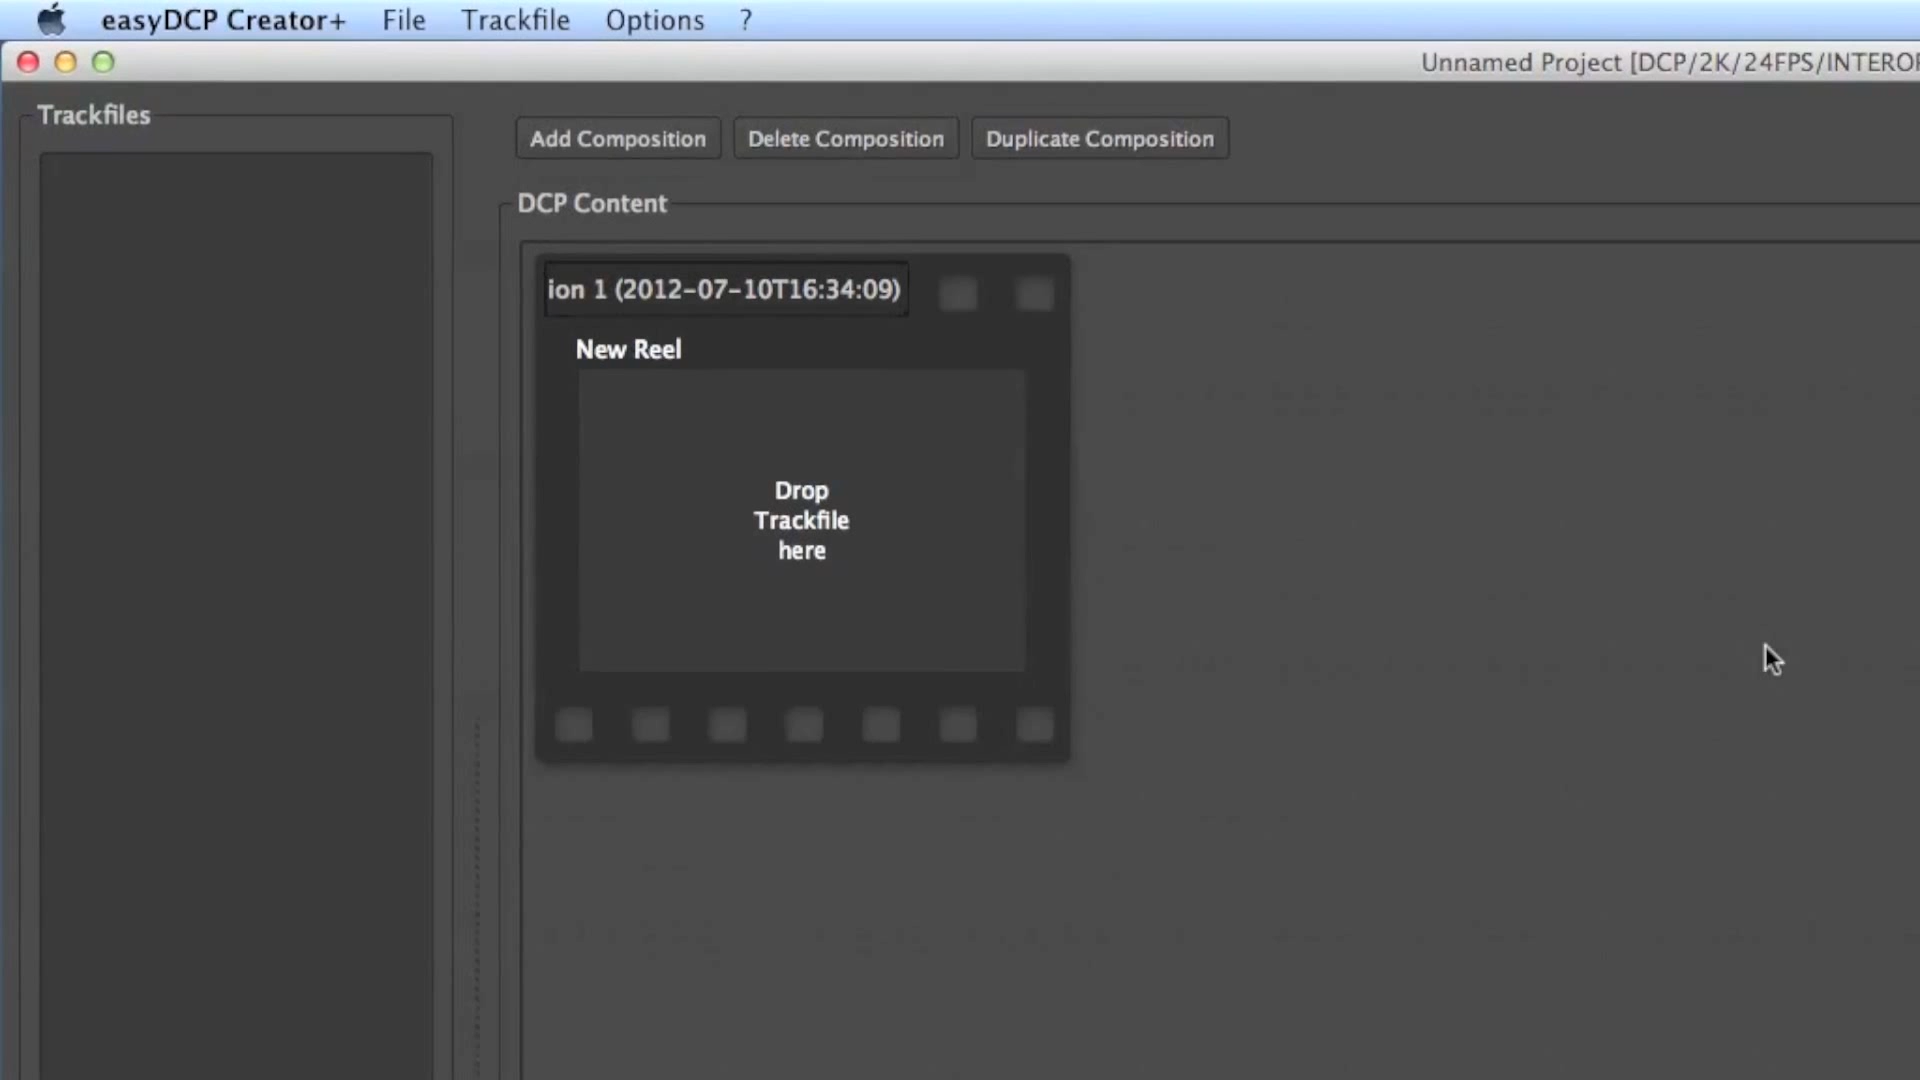 easyDCP Creator+ File Trackfile Options ?
Unnamed Project [DCP/2K/24FPS/INTEROP
Trackfiles
Add Composition Delete Composition Duplicate Composition
DCP Content
ion 1 (2012-07-10T16:34:09)
New Reel
Drop
Trackfile
here